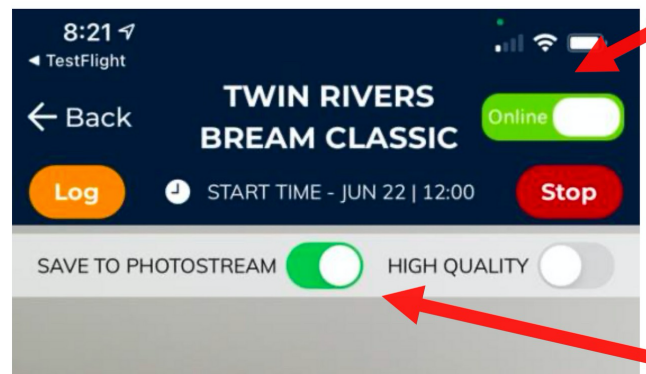 8:21
◄ TestFlight
← Back
TWIN RIVERS
BREAM CLASSIC
Online
Log
START TIME - JUN 22 | 12:00
Stop
SAVE TO PHOTOSTREAM
HIGH QUALITY